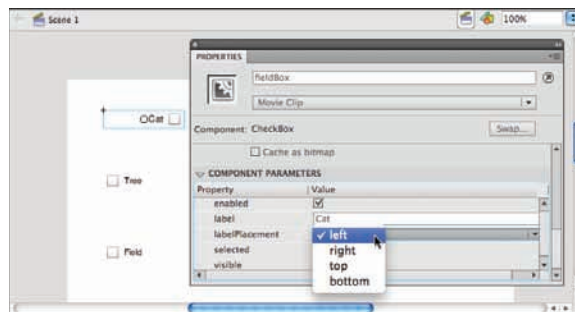 Scene 1
100%
PROPERTIES
fieldBox
Movie Clip
Component: CheckBox
Swap...
Cache as bitmap
Cat
COMPONENT PARAMETERS
Property Value
Tree
enabled
label Cat
labelPlacement left
right
top
bottom
selected
visible
Field